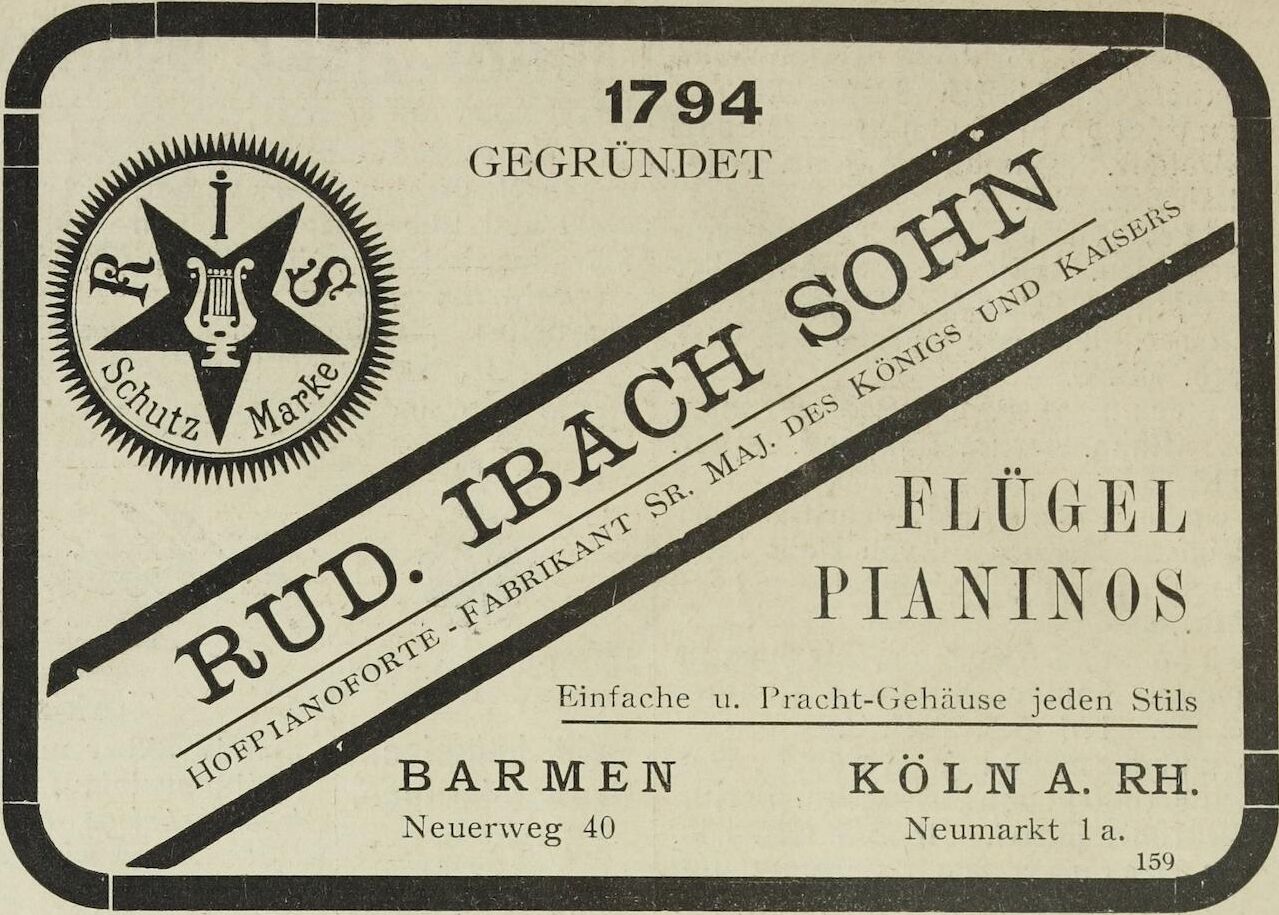 1794
GEGRÜNDET
R I S
Schutz Marke
RUD. IBACH SOHN
HOFPIANOFORTE-FABRIKANT SR. MAJ. DES KÖNIGS UND KAISERS
FLÜGEL
PIANINOS
Einfache u. Pracht-Gehäuse jeden Stils
BARMEN KÖLN A. RH.
Neuerweg 40 Neumarkt 1a.
159